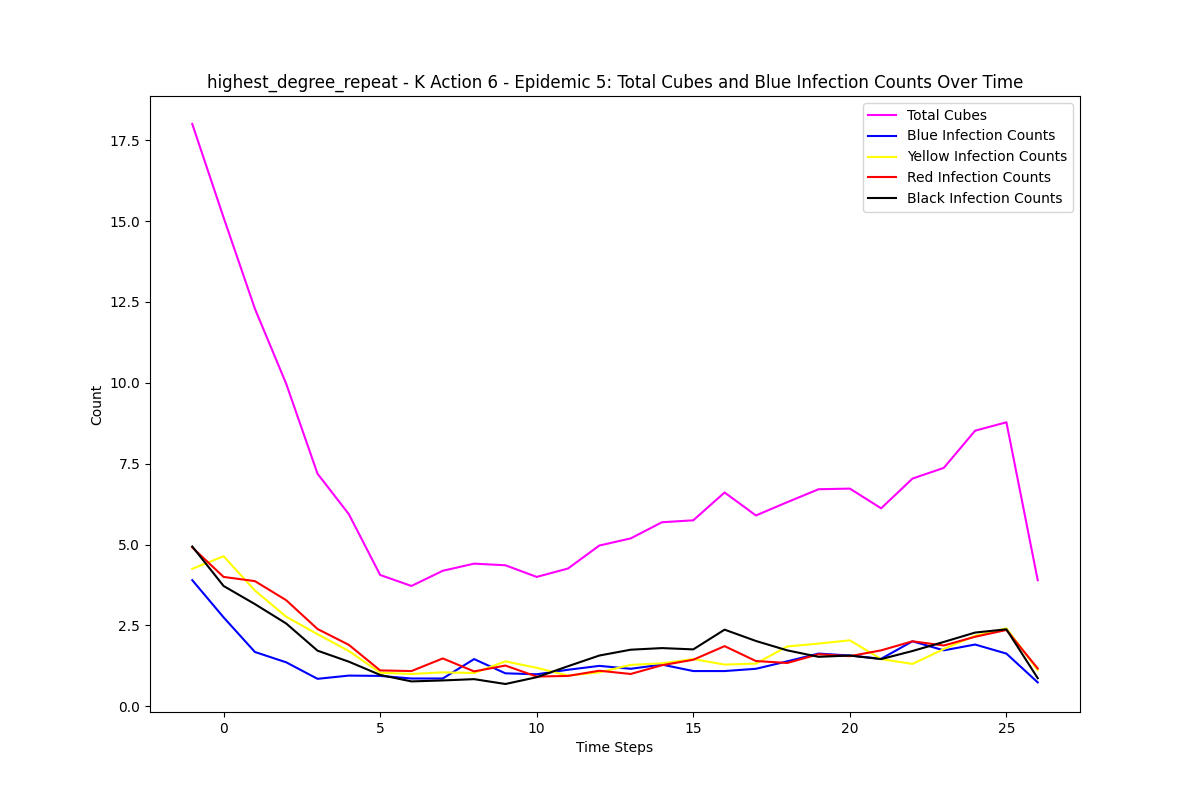 highest_degree_repeat - K Action 6 - Epidemic 5: Total Cubes and Blue Infection Counts Over Time
Total Cubes
Blue Infection Counts
Yellow Infection Counts
Red Infection Counts
Black Infection Counts
17.5
15.0
12.5
10.0
7.5
5.0
2.5
0.0
Count
0 5 10 15 20 25
Time Steps